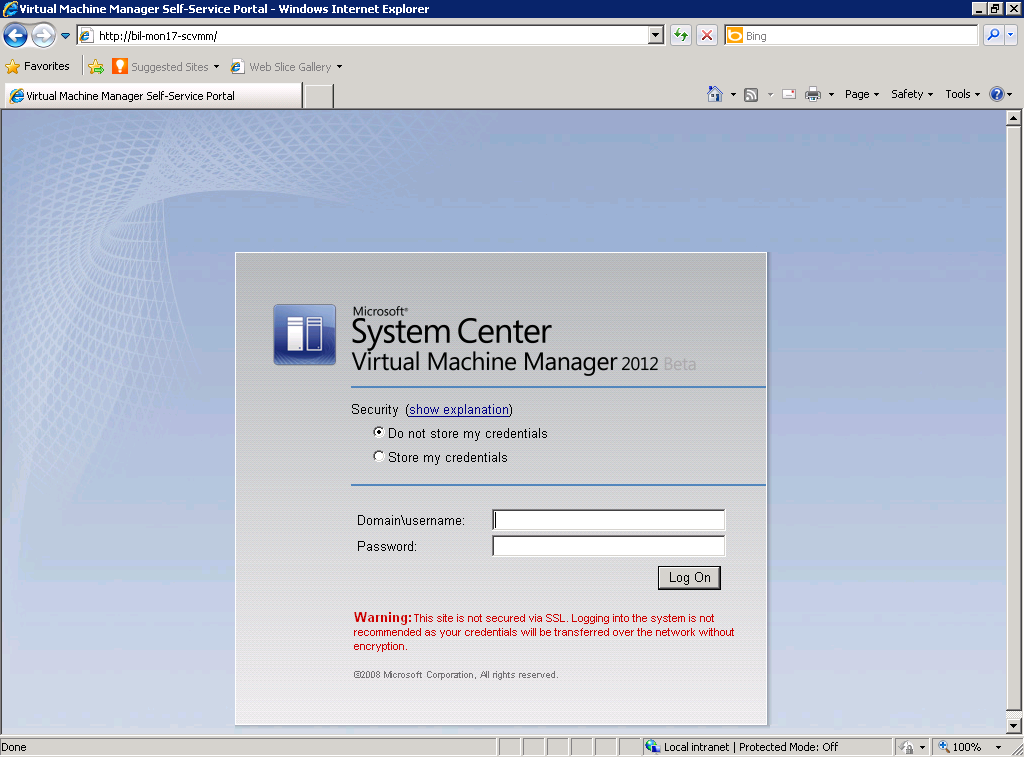 Virtual Machine Manager Self-Service Portal - Windows Internet Explorer
http://bil-mon17-scvmm/
Bing
Favorites
Suggested Sites
Web Slice Gallery
Virtual Machine Manager Self-Service Portal
Page
Safety
Tools
Microsoft®
System Center
Virtual Machine Manager 2012 Beta
Security (show explanation)
Do not store my credentials
Store my credentials
Domain\username:
Password:
Log On
Warning: This site is not secured via SSL. Logging into the system is not
recommended as your credentials will be transferred over the network without
encryption.
©2008 Microsoft Corporation, All rights reserved.
Done
Local intranet | Protected Mode: Off
100%